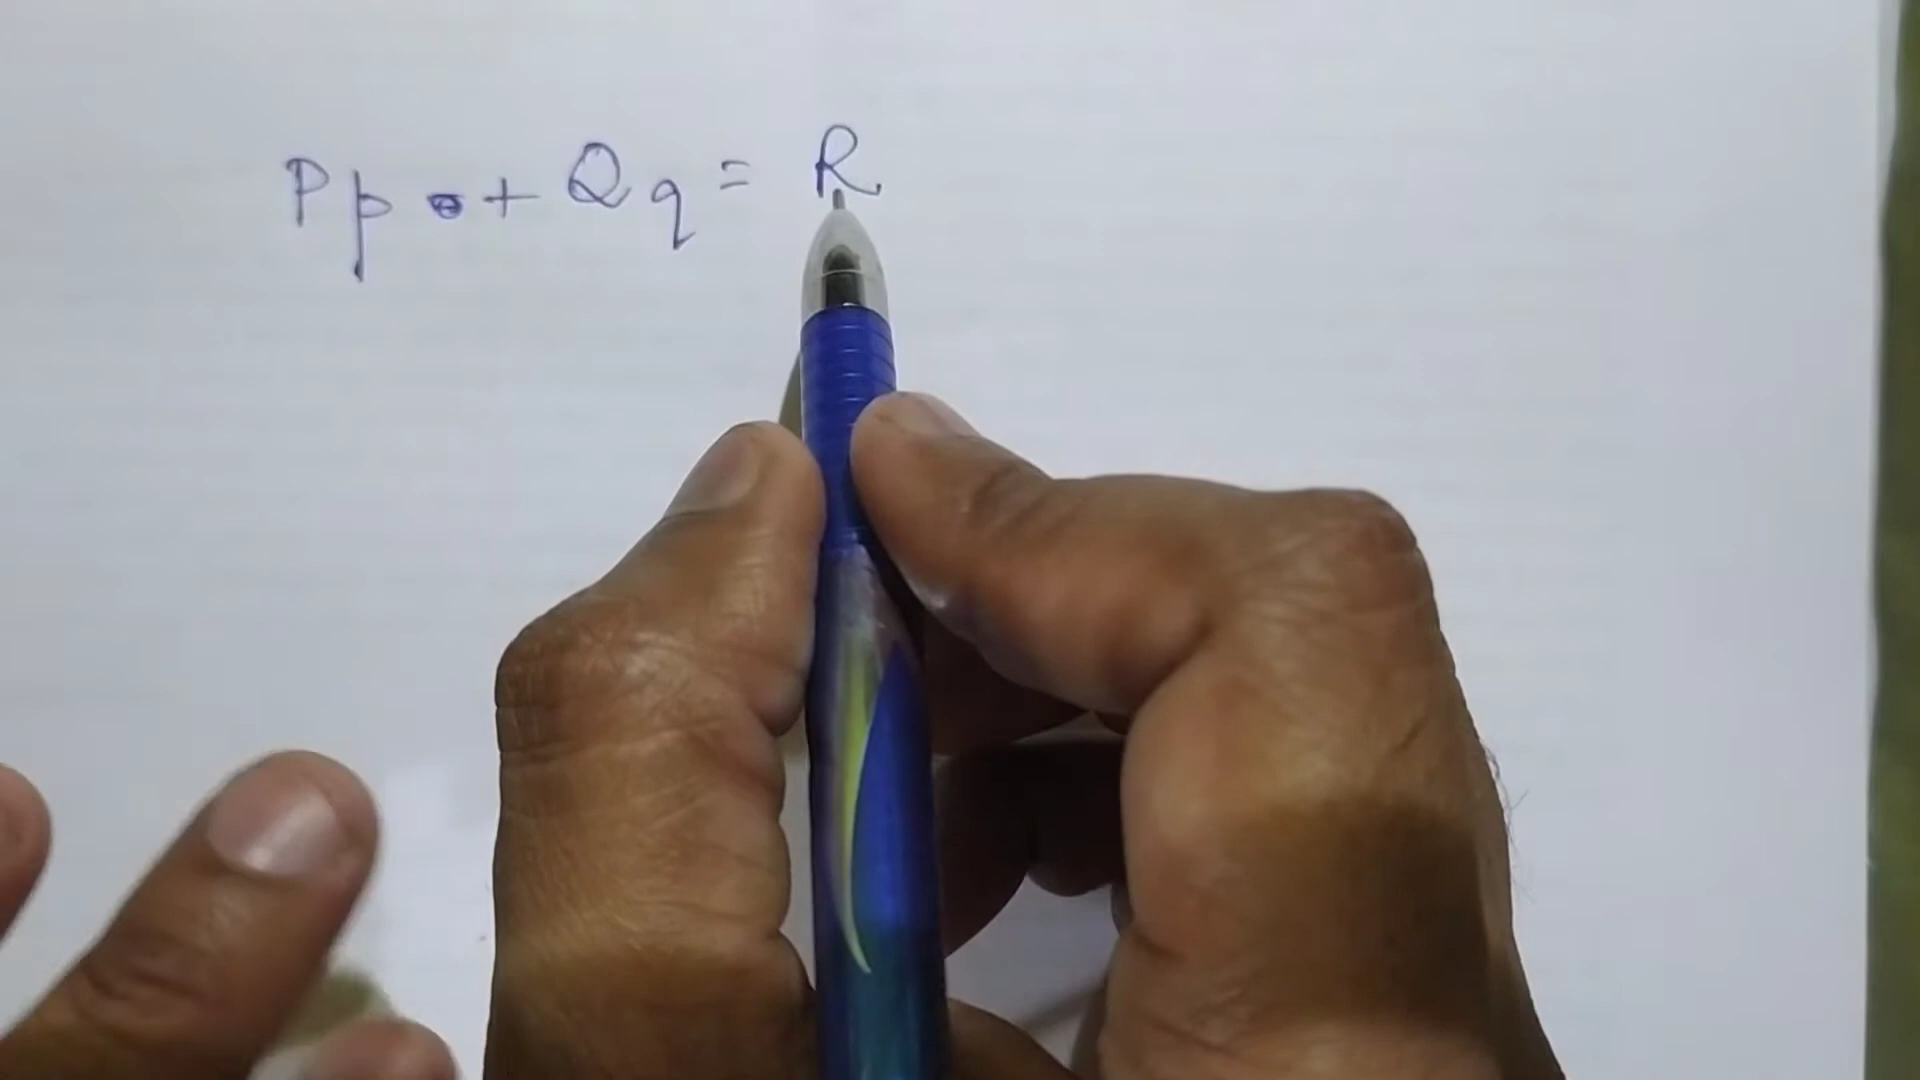 Pp + Qq = R